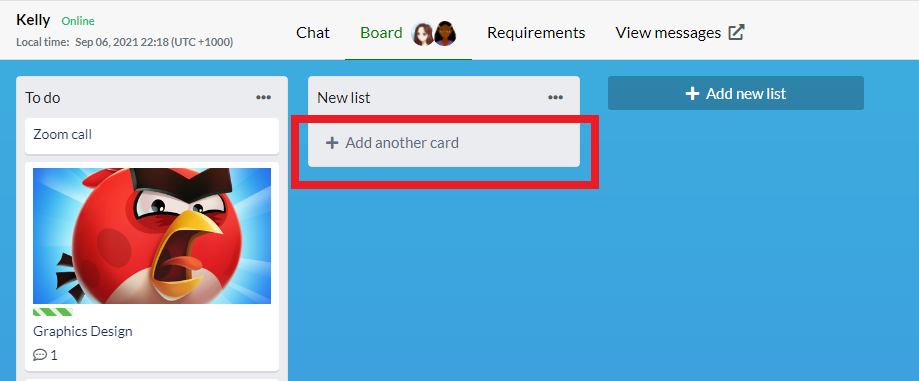 Kelly Online
Local time: Sep 06, 2021 22:18 (UTC +1000)
Chat
Board
Requirements
View messages
To do
Zoom call
Graphics Design
1
New list
Add another card
Add new list